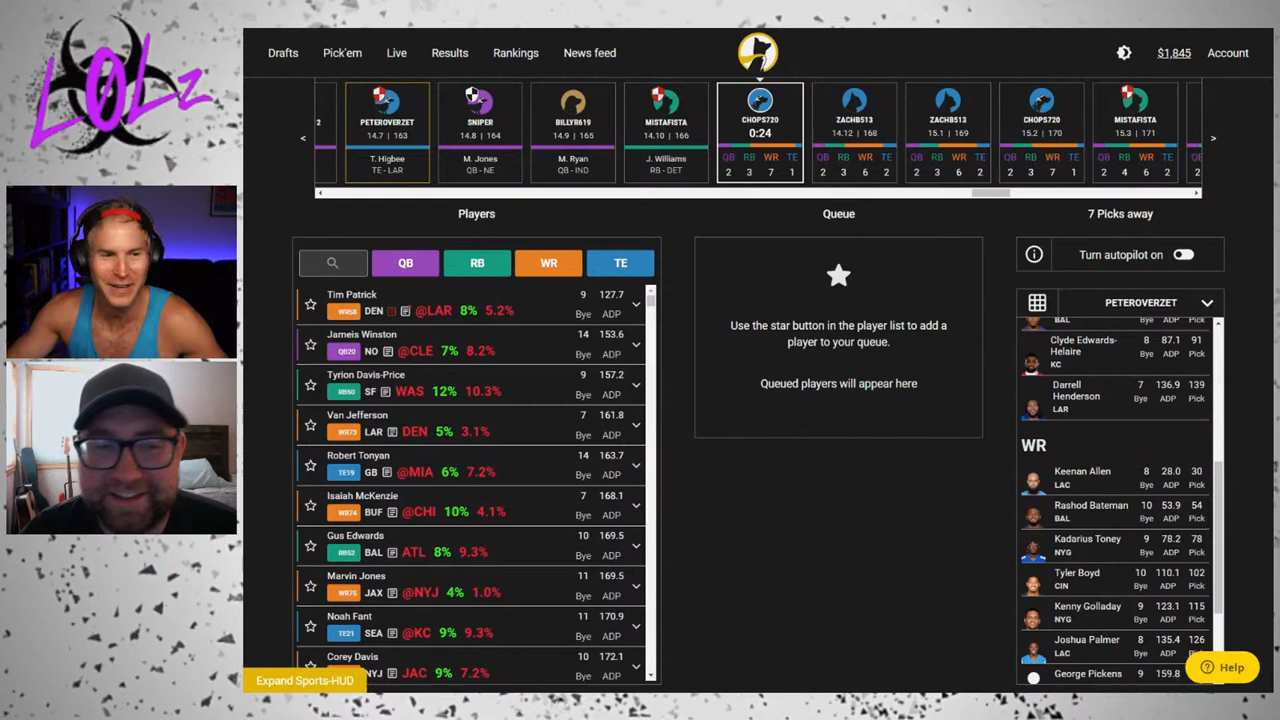 LOLz
Drafts Pick'em Live Results Rankings News feed
$1,845 Account
2
PETEROVERZET
14.7 | 163
T. Higbee
TE - LAR
SNIPER
14.8 | 164
M. Jones
QB - NE
BILLYR619
14.9 | 165
M. Ryan
QB - IND
MISTAFISTA
14.10 | 166
J. Williams
RB - DET
CHOPS720
0:24
QB RB WR TE
2 3 7 1
ZACHB513
14.12 | 168
QB RB WR TE
2 3 6 2
ZACHB513
15.1 | 169
QB RB WR TE
2 3 6 2
CHOPS720
15.2 | 170
QB RB WR TE
2 3 7 1
MISTAFISTA
15.3 | 171
QB RB WR TE
2 4 6 2
Players
Queue
7 Picks away
QB RB WR TE
Tim Patrick 9 127.7
WR58 DEN @LAR 8% 5.2% Bye ADP
Jameis Winston 14 153.6
QB20 NO @CLE 7% 8.2% Bye ADP
Tyrion Davis-Price 9 157.2
RB50 SF WAS 12% 10.3% Bye ADP
Van Jefferson 7 161.8
WR73 LAR DEN 5% 3.1% Bye ADP
Robert Tonyan 14 163.7
TE19 GB @MIA 6% 7.2% Bye ADP
Isaiah McKenzie 7 168.1
WR74 BUF @CHI 10% 4.1% Bye ADP
Gus Edwards 10 169.5
RB52 BAL ATL 8% 9.3% Bye ADP
Marvin Jones 11 169.5
WR75 JAX @NYJ 4% 1.0% Bye ADP
Noah Fant 11 170.9
TE21 SEA @KC 9% 9.3% Bye ADP
Corey Davis 10 172.1
NYJ JAC 9% 7.2% Bye ADP
Expand Sports-HUD
Use the star button in the player list to add a
player to your queue.
Queued players will appear here
Turn autopilot on
PETEROVERZET
BAL Bye ADP Pick
Clyde Edwards-Helaire 8 87.1 91
KC Bye ADP Pick
Darrell Henderson 7 136.9 139
LAR Bye ADP Pick
WR
Keenan Allen 8 28.0 30
LAC Bye ADP Pick
Rashod Bateman 10 53.9 54
BAL Bye ADP Pick
Kadarius Toney 9 78.2 78
NYG Bye ADP Pick
Tyler Boyd 10 110.1 102
CIN Bye ADP Pick
Kenny Golladay 9 123.1 115
NYG Bye ADP Pick
Joshua Palmer 8 135.4 126
LAC
George Pickens 9 159.8
Help